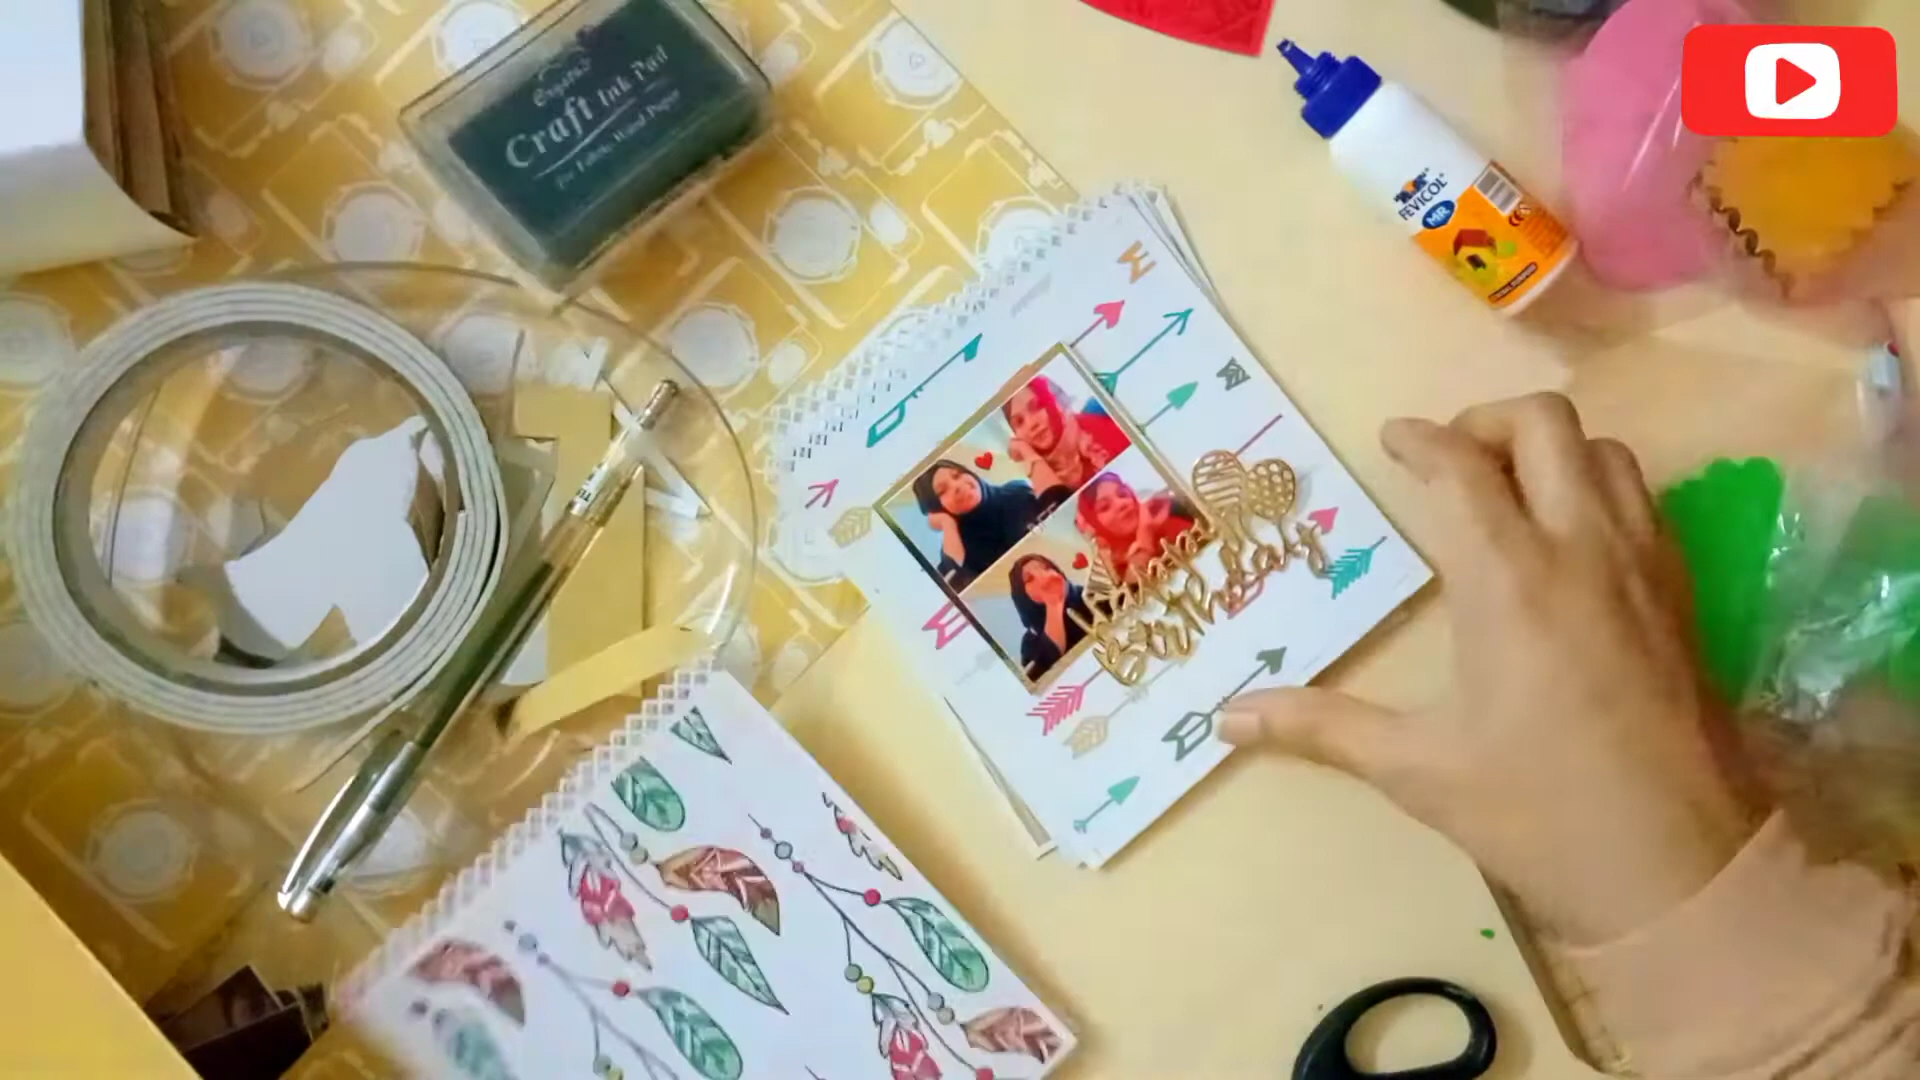 Craft Ink Pad
for Fabric Wood Paper
FEVICOL
MR
happy
Birthday